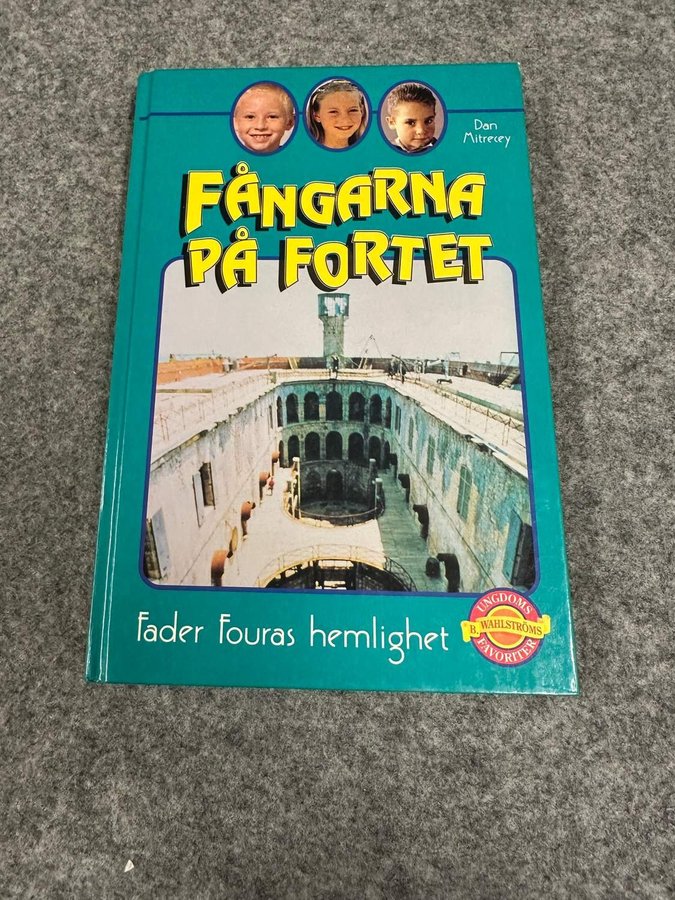 Dan
Mitrecey
FÅNGARNA
PÅ FORTET
Fader Fouras hemlighet
UNGDOMS
B. WAHLSTRÖMS
FAVORITER